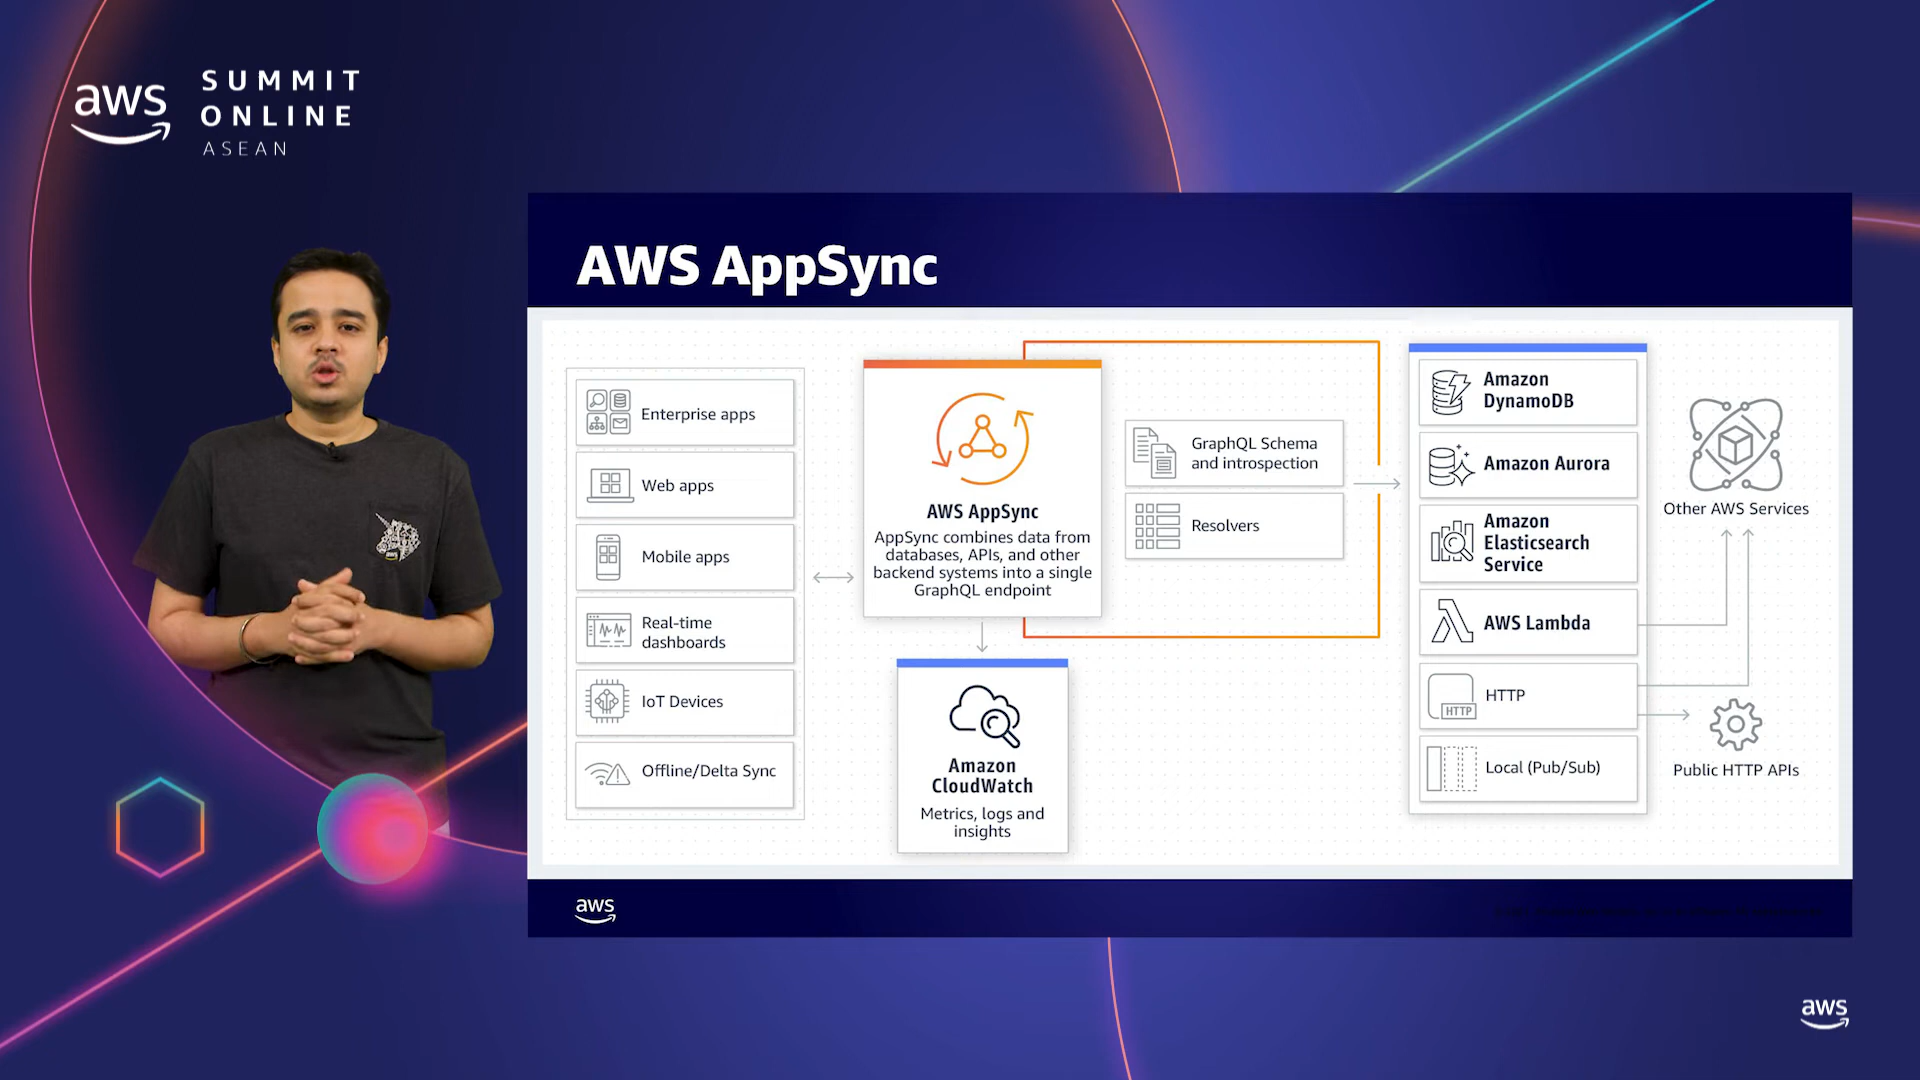 aws
SUMMIT
ONLINE
ASEAN
AWS AppSync
Enterprise apps
Web apps
Mobile apps
Real-time
dashboards
IoT Devices
Offline/Delta Sync
AWS AppSync
AppSync combines data from
databases, APIs, and other
backend systems into a single
GraphQL endpoint
Amazon
CloudWatch
Metrics, logs and
insights
GraphQL Schema
and introspection
Resolvers
Amazon
DynamoDB
Amazon Aurora
Amazon
Elasticsearch
Service
AWS Lambda
HTTP
HTTP
Local (Pub/Sub)
Other AWS Services
Public HTTP APIs
aws
aws